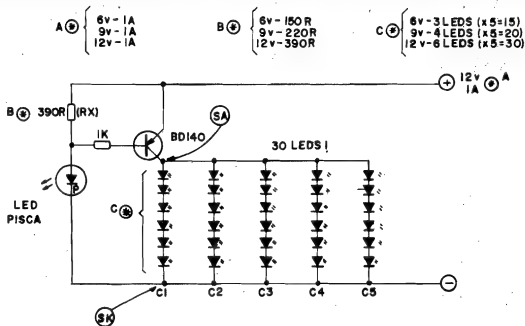 A * 6v-1A
9v-1A
12v-1A
B * 6v-150R
9v-220R
12v-390R
C * 6v-3 LEDS (x5=15)
9v-4 LEDS (x5=20)
12v-6 LEDS (x5=30)
+ 12v 1A * A
B * 390R (RX)
1K
BD140
SA
30 LEDS!
LED
PISCA
C *
C1 C2 C3 C4 C5
SK